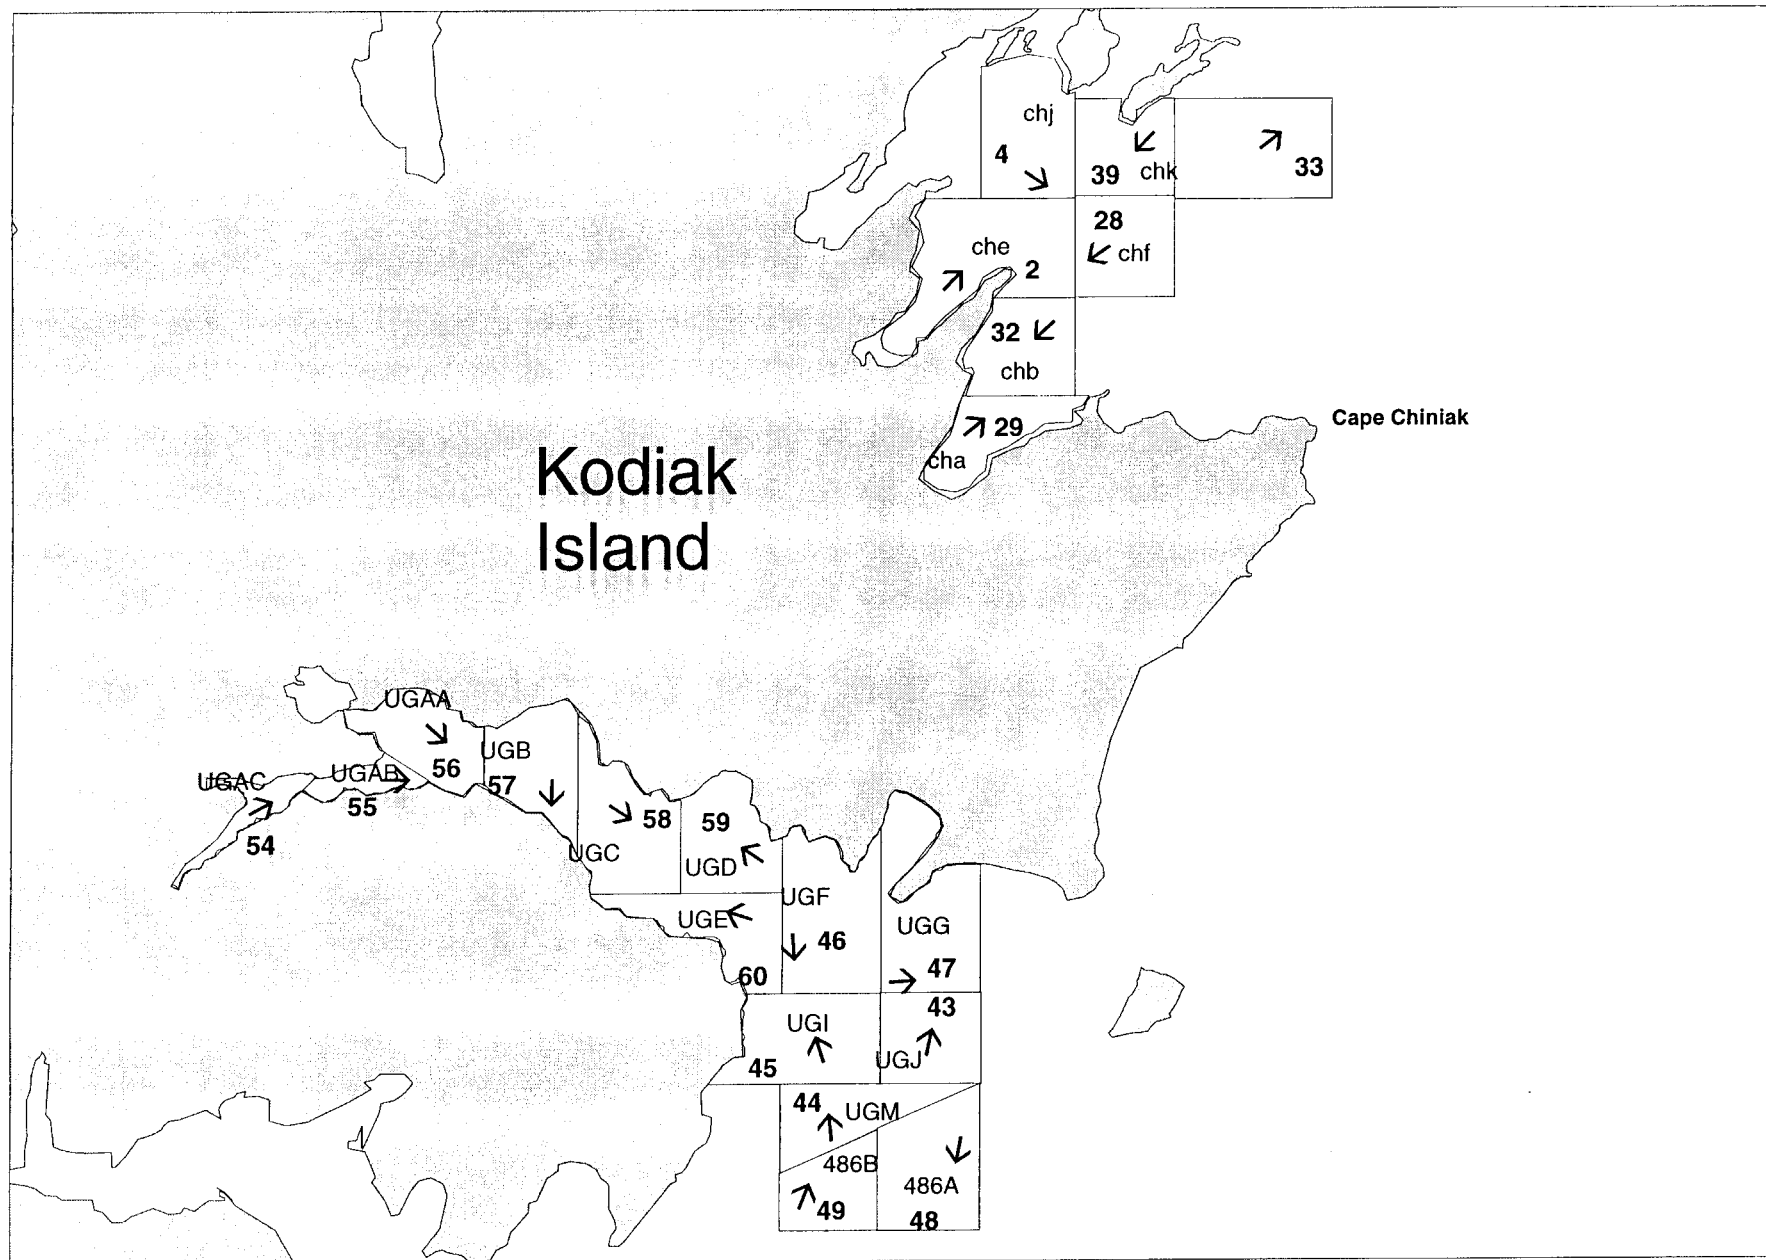 chj
4
39
chk
33
28
chf
che
2
32
chb
29
cha
Cape Chiniak
Kodiak
Island
UGAA
UGB
56
57
UGAC
UGAB
55
54
58
59
UGC
UGD
UGF
UGE
UGG
46
60
47
43
UGI
UGJ
45
44
UGM
486B
486A
49
48